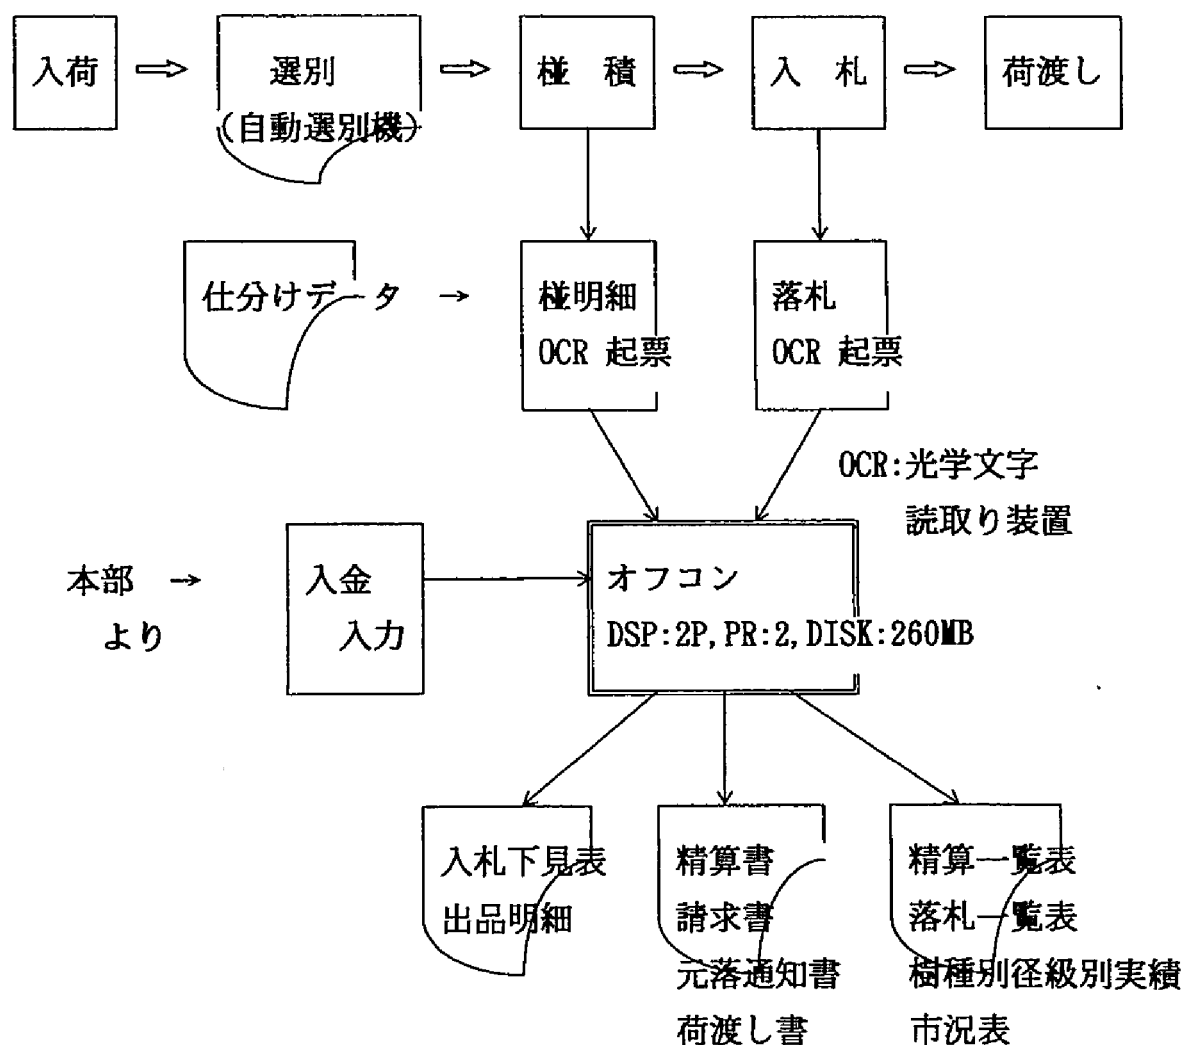 入荷 ⇨ 選別 ⇨ 椪 積 ⇨ 入 札 ⇨ 荷渡し
(自動選別機)
仕分けデータ →
椪明細
OCR 起票
落札
OCR 起票
OCR:光学文字
読取り装置
本部 →
より
入金
入力
オフコン
DSP:2P,PR:2,DISK:260MB
入札下見表
出品明細
精算書
請求書
元落通知書
荷渡し書
精算一覧表
落札一覧表
樹種別径級別実績
市況表